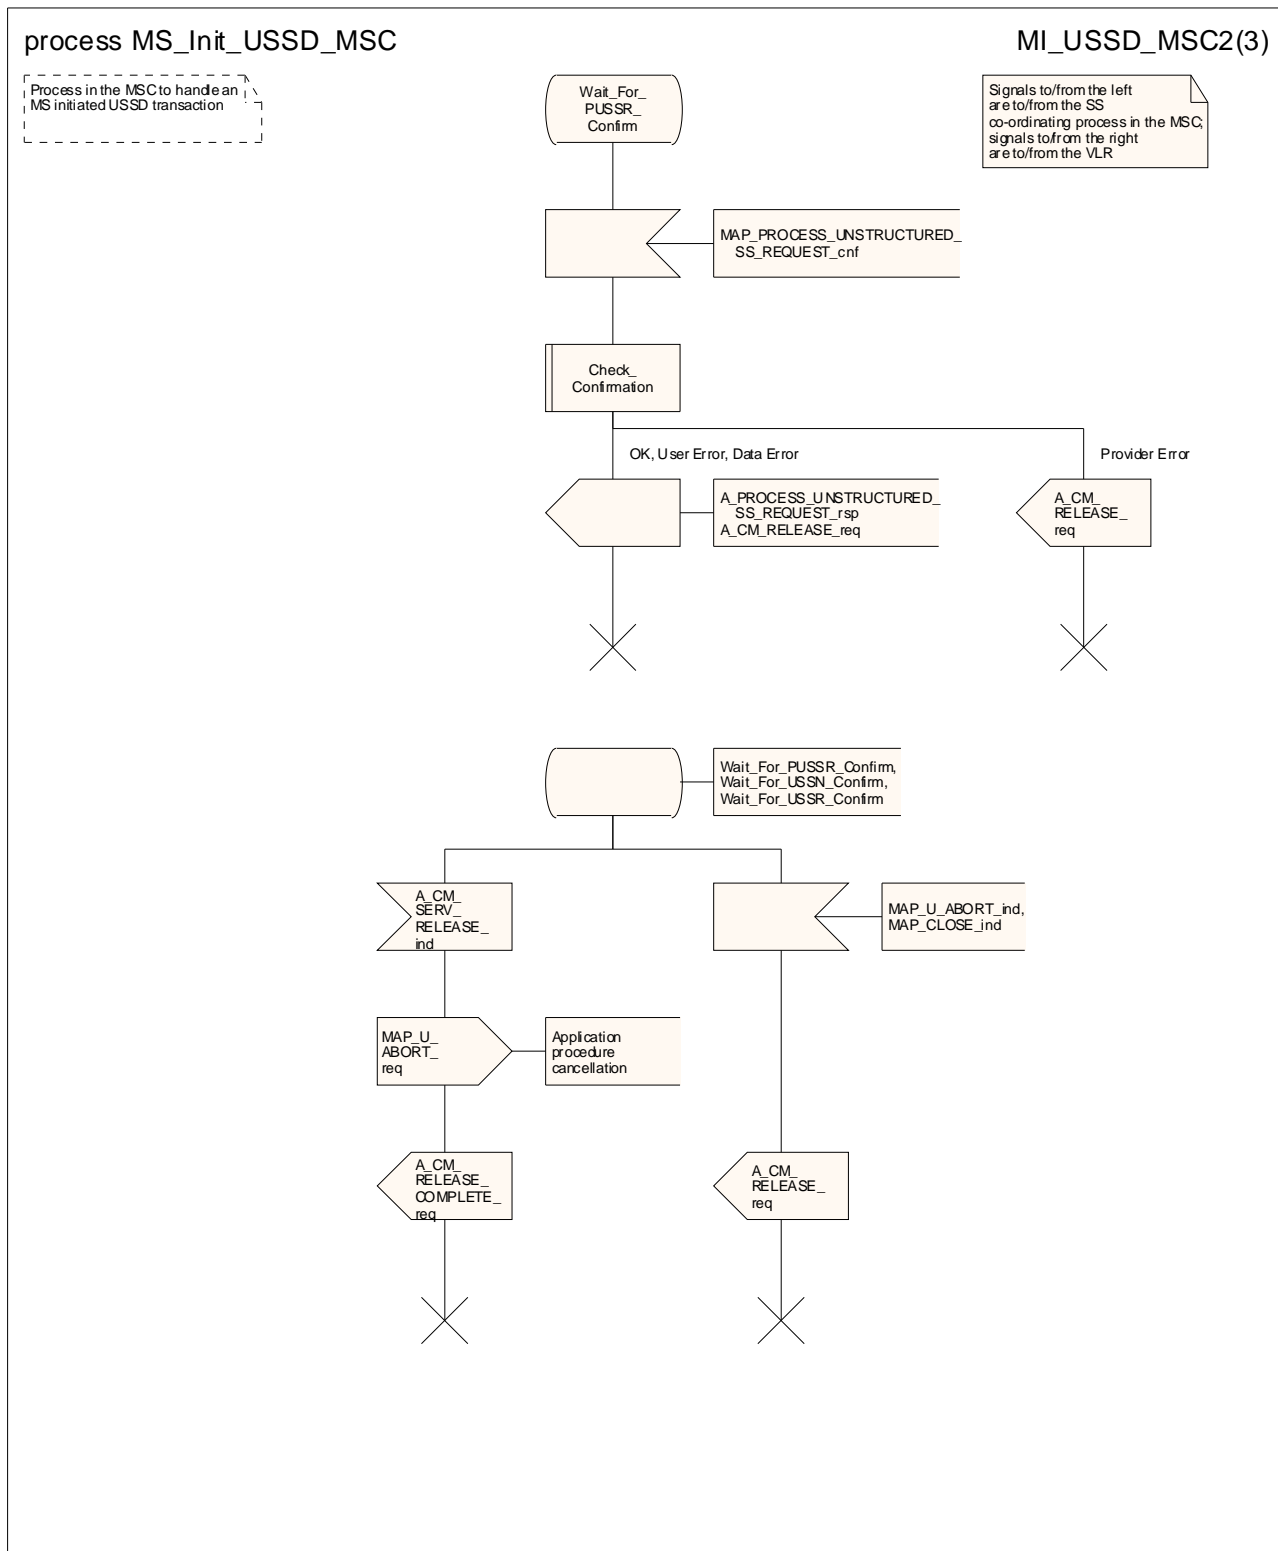 process MS_Init_USSD_MSC
MI_USSD_MSC2(3)
Process in the MSC to handle an
MS initiated USSD transaction
Wait_For_
PUSSR_
Confirm
Signals to/from the left
are to/from the SS
co-ordinating process in the MSC;
signals to/from the right
are to/from the VLR
MAP_PROCESS_UNSTRUCTURED_
SS_REQUEST_cnf
Check_
Confirmation
OK, User Error, Data Error
Provider Error
A_PROCESS_UNSTRUCTURED_
SS_REQUEST_rsp
A_CM_RELEASE_req
A_CM_
RELEASE_
req
Wait_For_PUSSR_Confirm,
Wait_For_USSN_Confirm,
Wait_For_USSR_Confirm
A_CM_
SERV_
RELEASE_
ind
MAP_U_ABORT_ind,
MAP_CLOSE_ind
MAP_U_
ABORT_
req
Application
procedure
cancellation
A_CM_
RELEASE_
COMPLETE_
req
A_CM_
RELEASE_
req